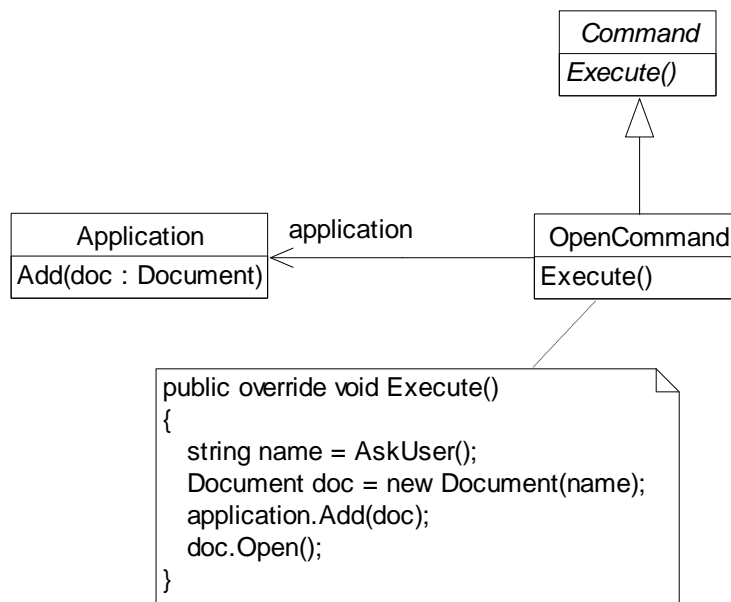 Command
Execute()
Application
Add(doc : Document)
application
OpenCommand
Execute()
public override void Execute()
{
string name = AskUser();
Document doc = new Document(name);
application.Add(doc);
doc.Open();
}